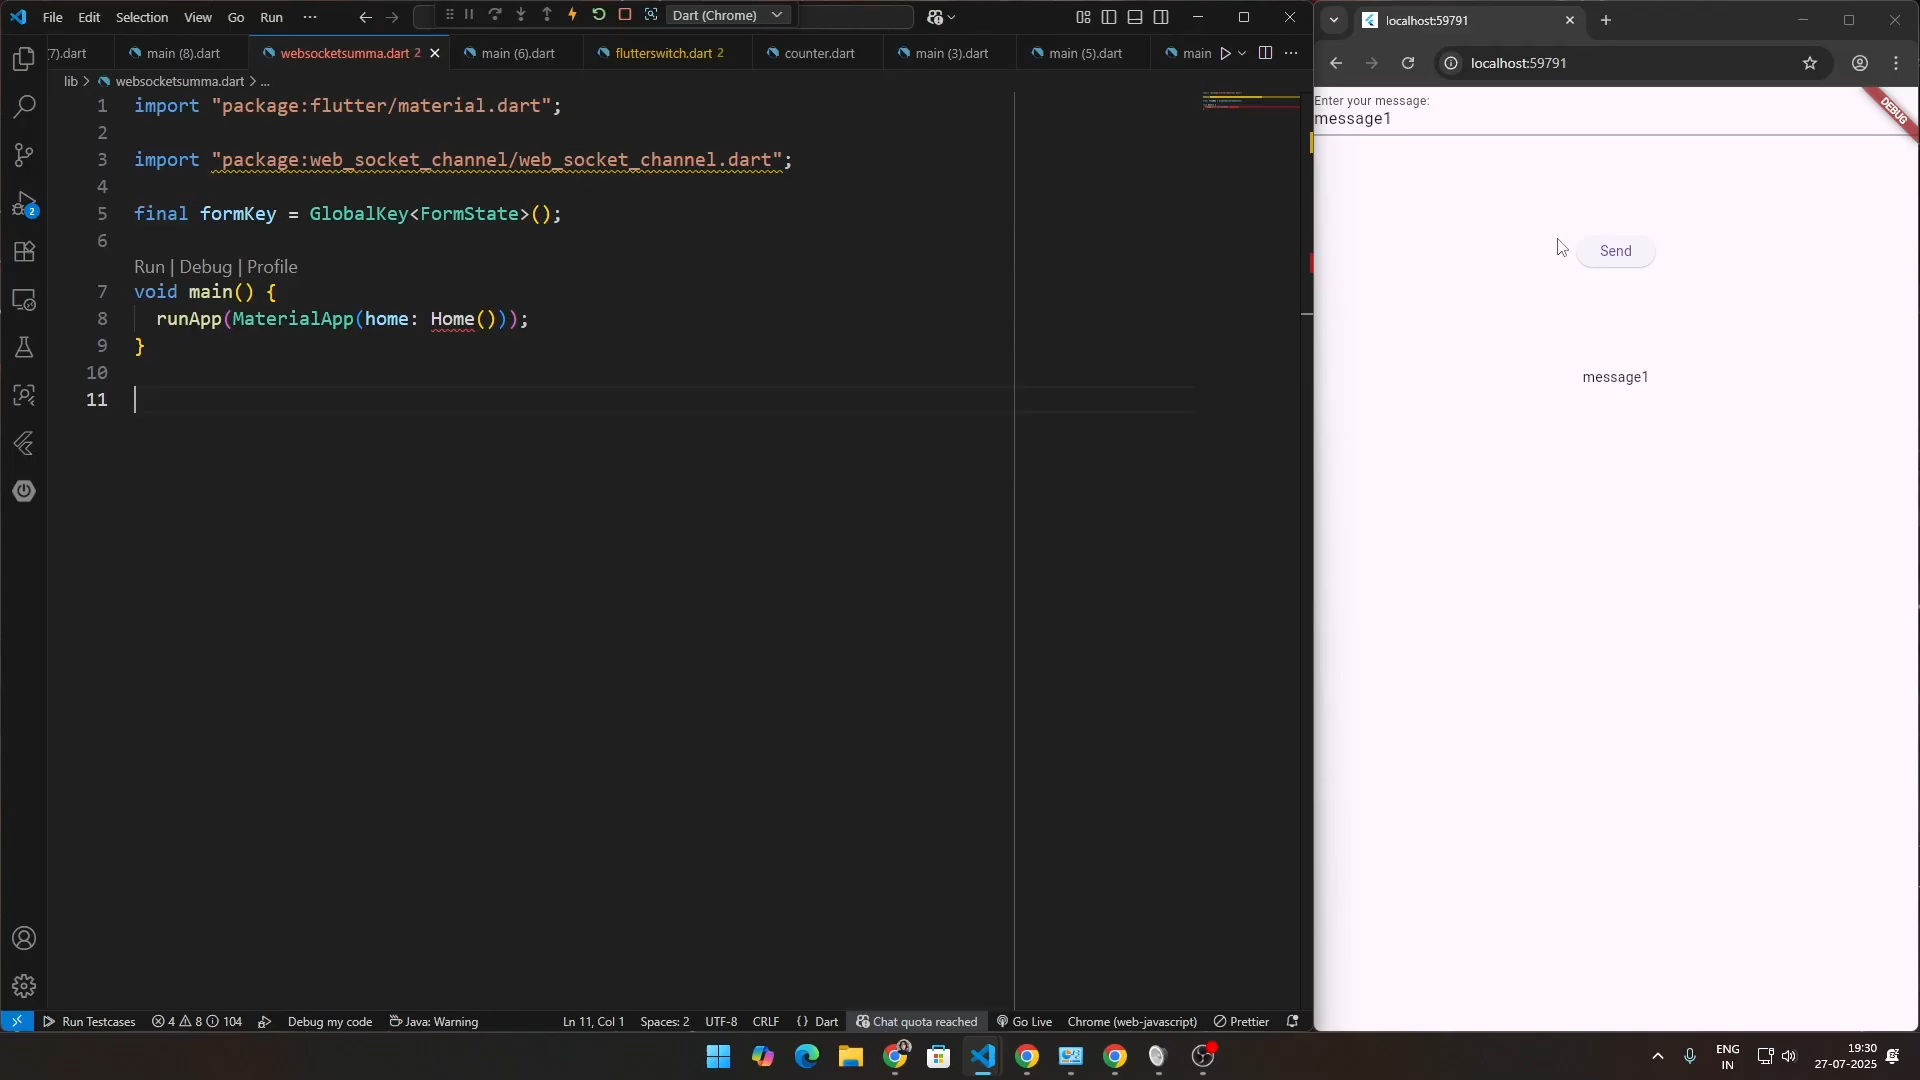 File Edit Selection View Go Run ···
Dart (Chrome)
(7).dart
main (8).dart
websocketsumma.dart 2
main (6).dart
flutterswitch.dart 2
counter.dart
main (3).dart
main (5).dart
main
lib > websocketsumma.dart > ...
1 import "package:flutter/material.dart";
2
3 import "package:web_socket_channel/web_socket_channel.dart";
4
5 final formKey = GlobalKey<FormState>();
6
Run | Debug | Profile
7 void main() {
8 runApp(MaterialApp(home: Home()));
9 }
10
11
2
Run Testcases 4 8 104 Debug my code Java: Warning Ln 11, Col 1 Spaces: 2 UTF-8 CRLF {} Dart Chat quota reached Go Live Chrome (web-javascript) Prettier
localhost:59791
localhost:59791
Enter your message:
message1
DEBUG
Send
message1
ENG
IN
19:30
27-07-2025